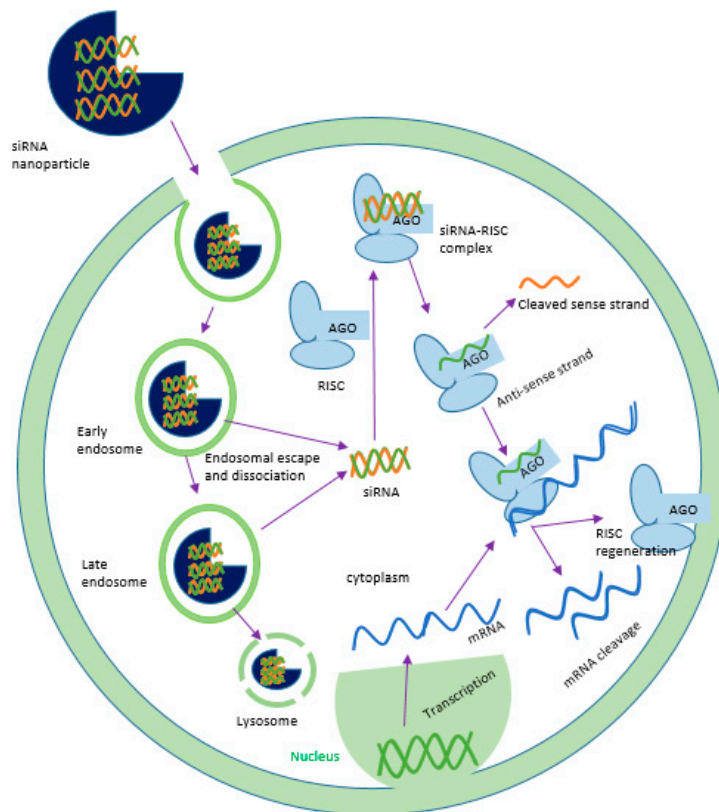 siRNA
nanoparticle
AGO
siRNA-RISC
complex
Cleaved sense strand
AGO
RISC
AGO
Anti-sense strand
Early
endosome
Endosomal escape
and dissociation
siRNA
AGO
AGO
RISC
regeneration
Late
endosome
cytoplasm
mRNA
mRNA cleavage
Lysosome
Transcription
Nucleus